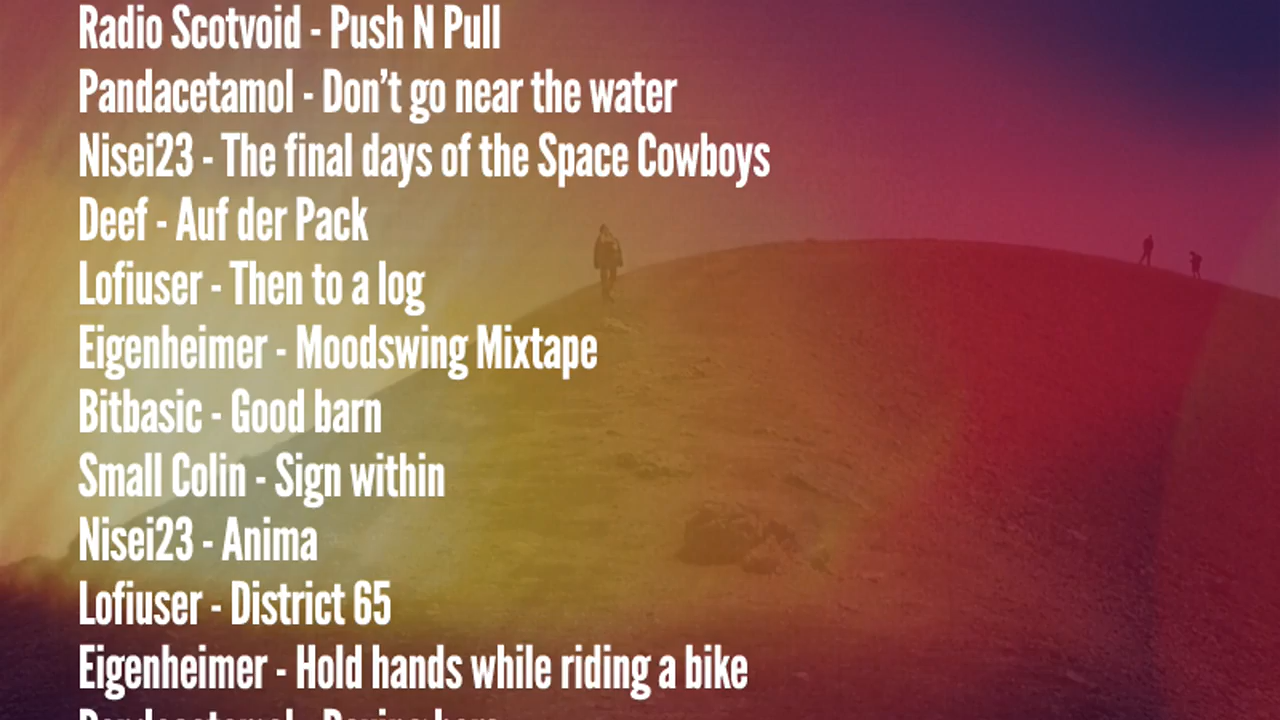 Radio Scotvoid - Push N Pull
Pandacetamol - Don't go near the water
Nisei23 - The final days of the Space Cowboys
Deef - Auf der Pack
Lofiuser - Then to a log
Eigenheimer - Moodswing Mixtape
Bitbasic - Good barn
Small Colin - Sign within
Nisei23 - Anima
Lofiuser - District 65
Eigenheimer - Hold hands while riding a bike
Pandacetamol -